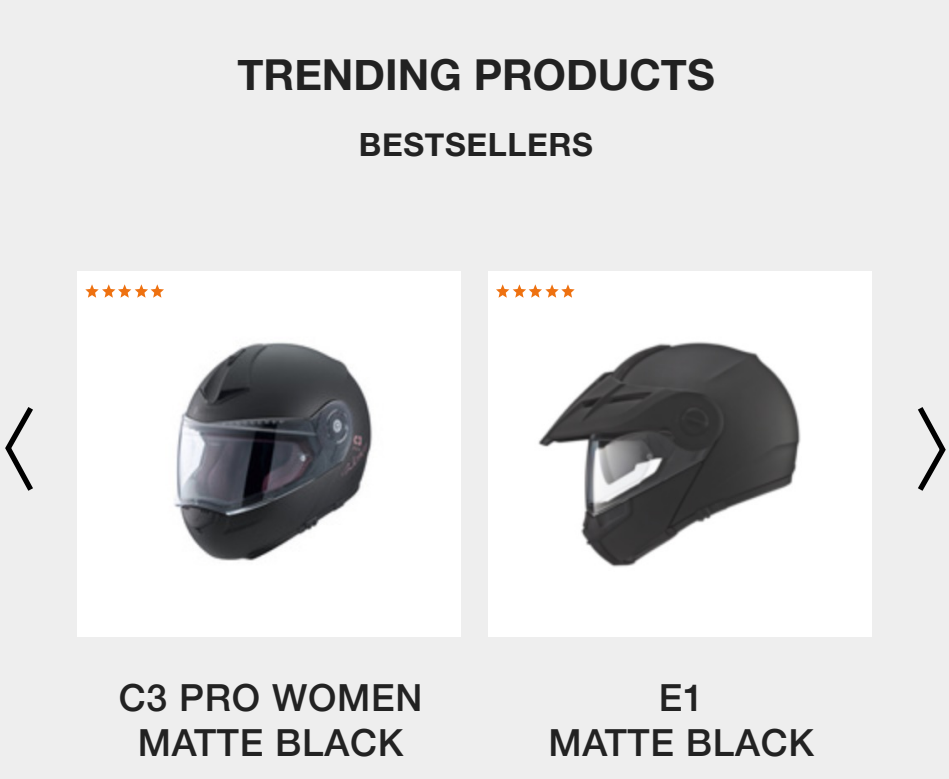 TRENDING PRODUCTS
BESTSELLERS
C3 PRO WOMEN
MATTE BLACK
E1
MATTE BLACK